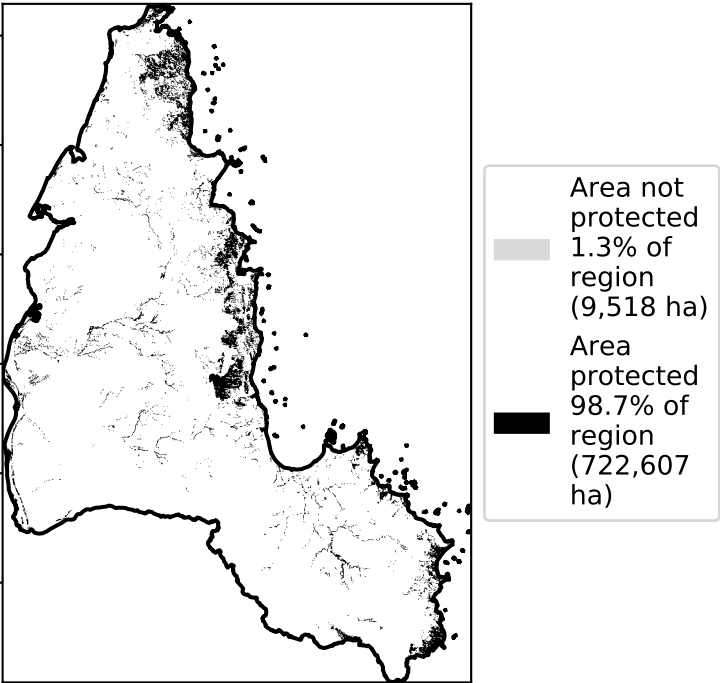 Area not
protected
1.3% of
region
(9,518 ha)
Area
protected
98.7% of
region
(722,607
ha)